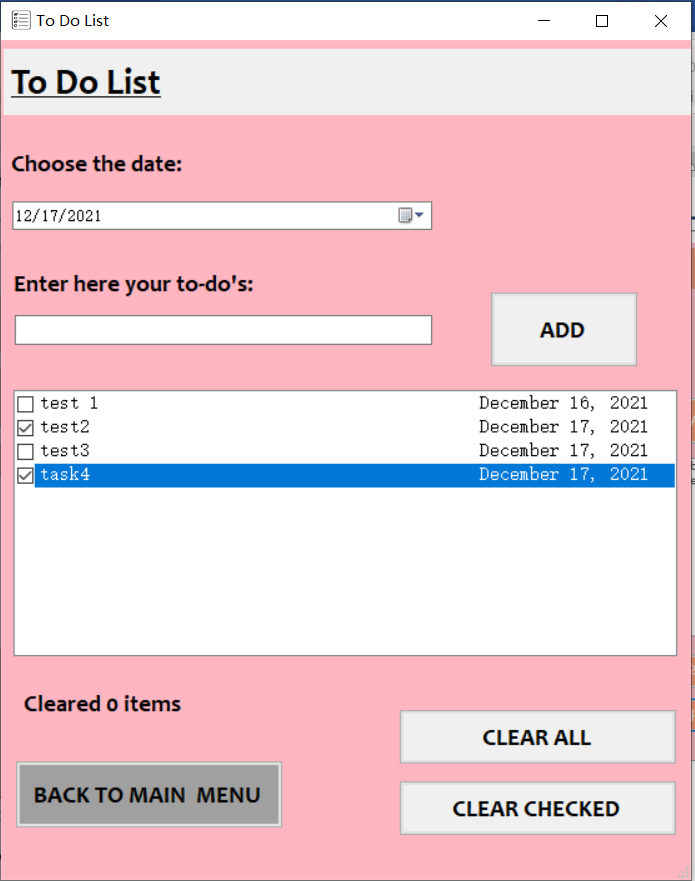 To Do List
To Do List
Choose the date:
12/17/2021
Enter here your to-do's:
ADD
test 1 December 16, 2021
test2 December 17, 2021
test3 December 17, 2021
task4 December 17, 2021
Cleared 0 items
CLEAR ALL
BACK TO MAIN  MENU
CLEAR CHECKED